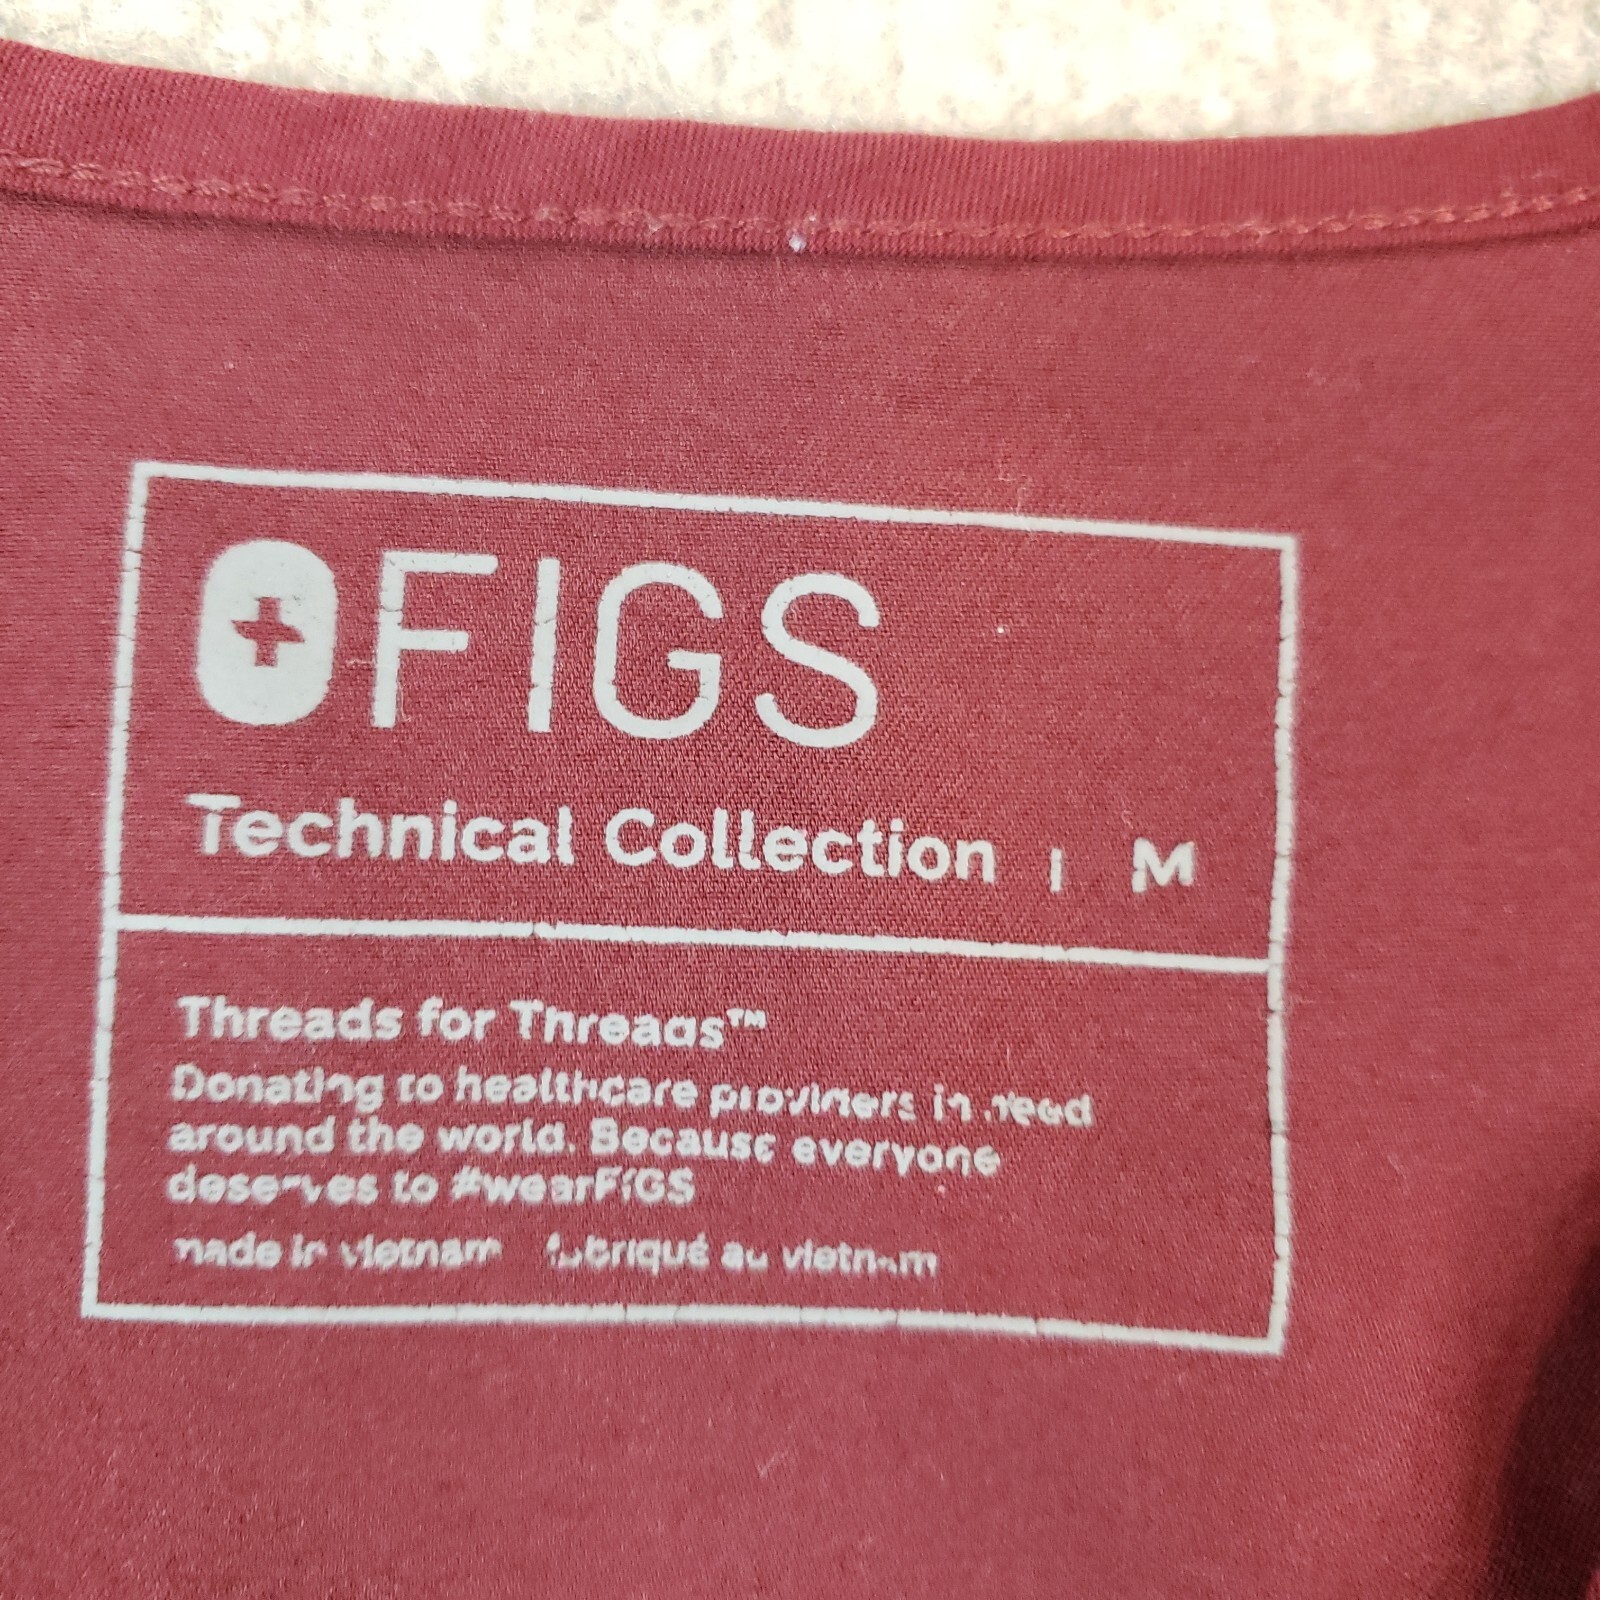 FIGS
Technical Collection | M
Threads for Threads™
Donating to healthcare providers in need
around the world. Because everyone
deserves to #wearFIGS
made in vietnam fabriqué au vietnam